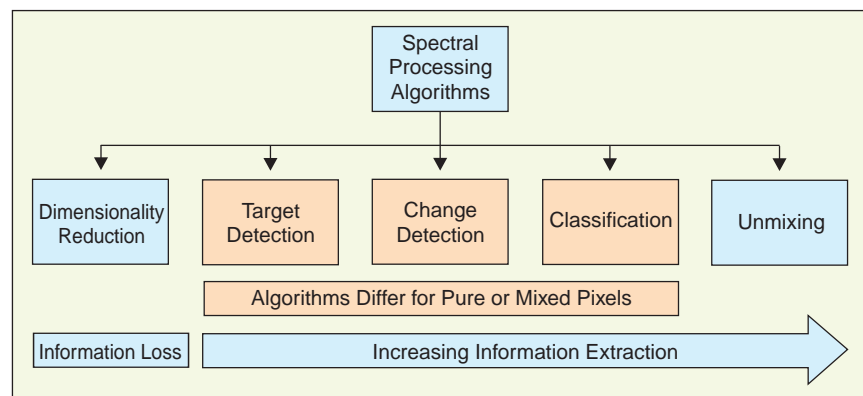 Spectral
Processing
Algorithms
Dimensionality
Reduction
Target
Detection
Change
Detection
Classification
Unmixing
Algorithms Differ for Pure or Mixed Pixels
Information Loss
Increasing Information Extraction